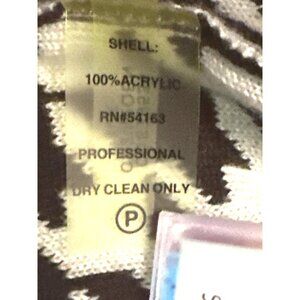 SHELL:
100% ACRYLIC
RN#54163
PROFESSIONAL
DRY CLEAN ONLY
P